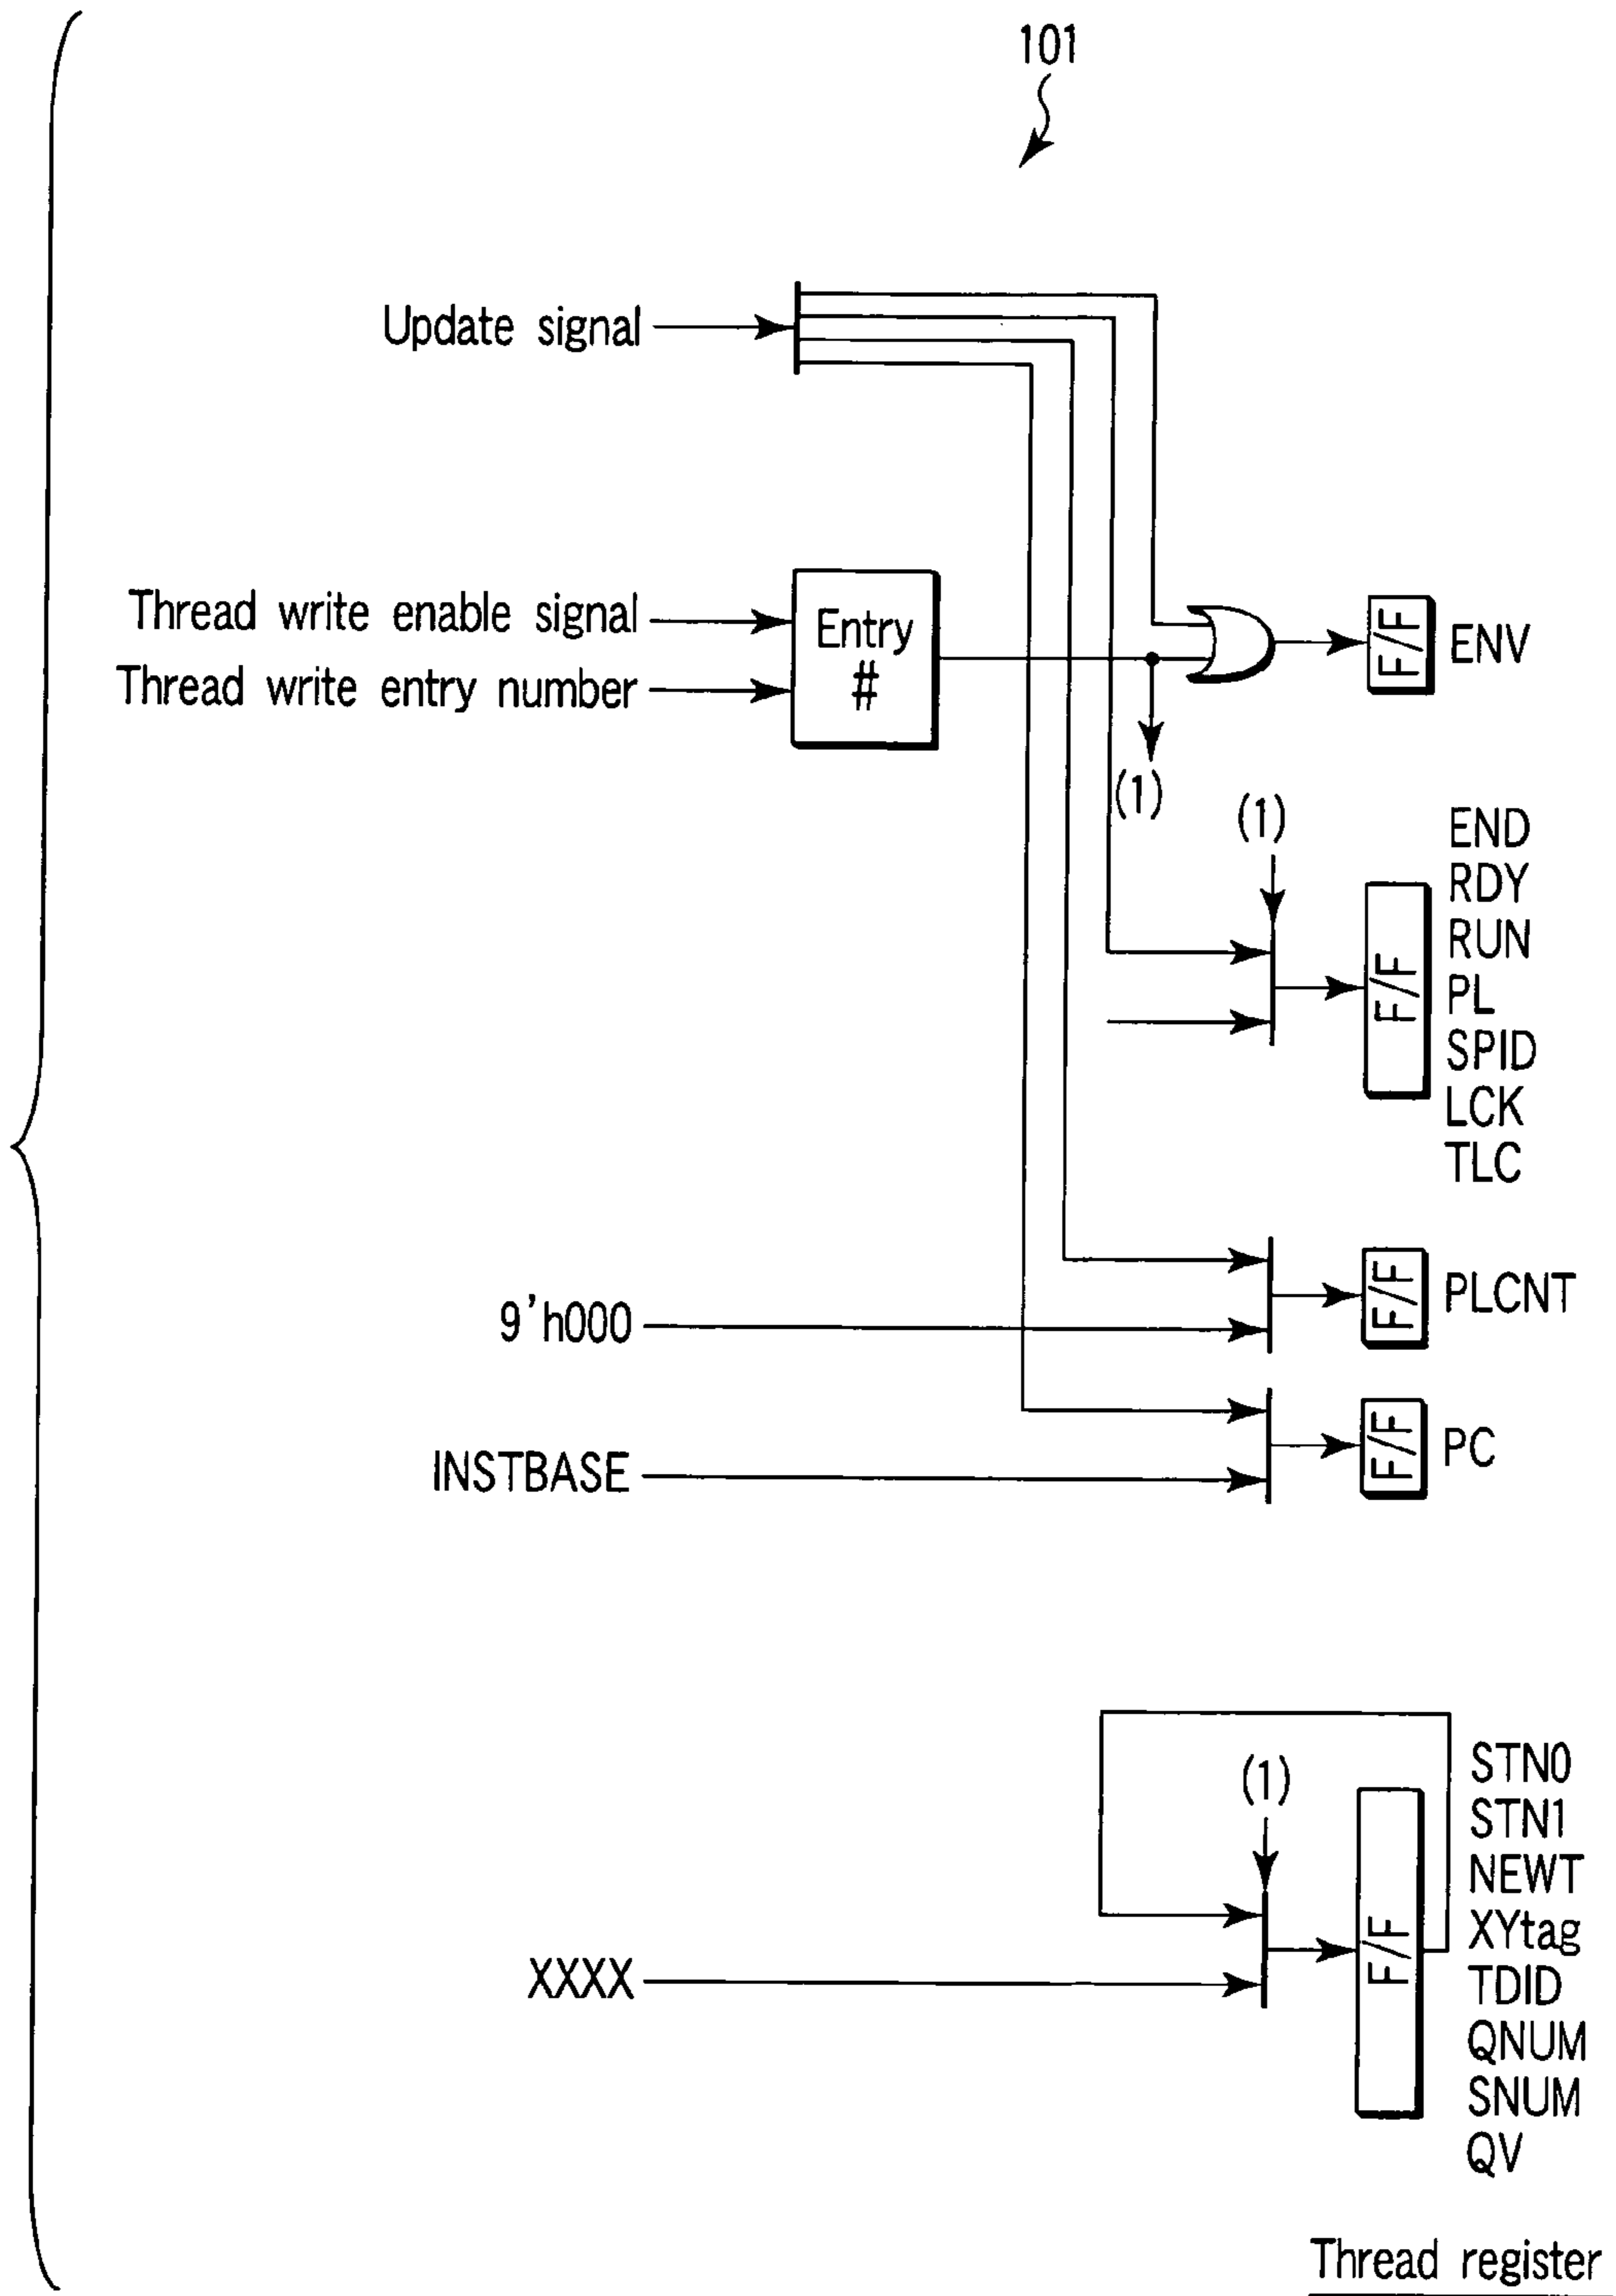 101
Update signal
Thread write enable signal
Thread write entry number
Entry
#
F/F
ENV
(1)
(1)
F/F
END
RDY
RUN
PL
SPID
LCK
TLC
9'h000
F/F
PLCNT
INSTBASE
F/F
PC
(1)
XXXX
F/F
STN0
STN1
NEWT
XYtag
TDID
QNUM
SNUM
QV
Thread register